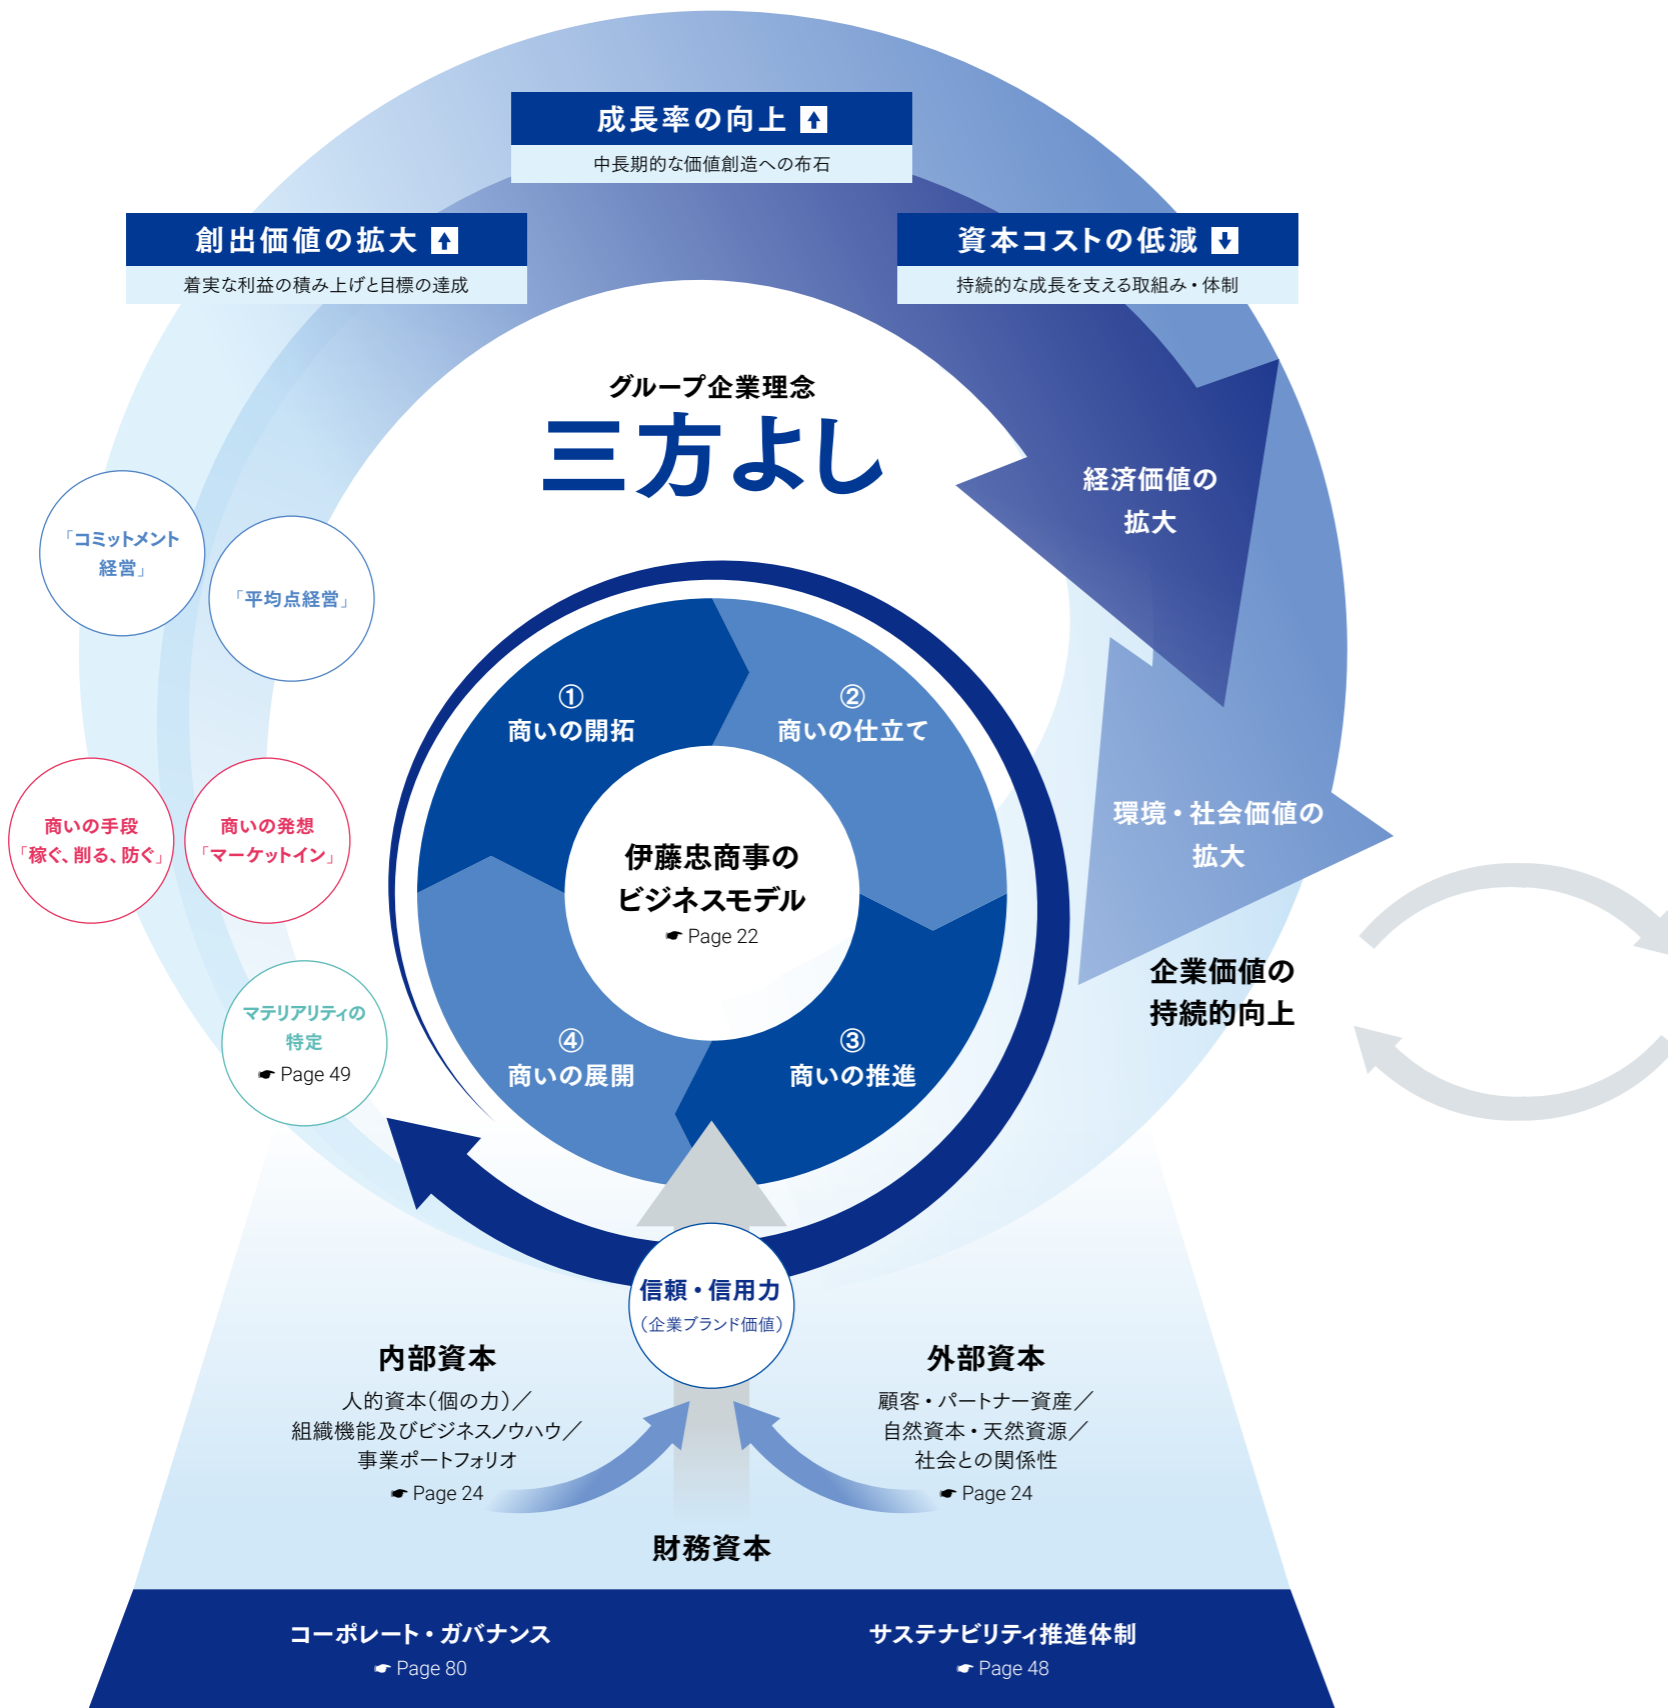 成長率の向上
中長期的な価値創造への布石
創出価値の拡大
着実な利益の積み上げと目標の達成
資本コストの低減
持続的な成長を支える取組み・体制
グループ企業理念
三方よし
経済価値の
拡大
「コミットメント
経営」
「平均点経営」
①
商いの開拓
②
商いの仕立て
商いの手段
「稼ぐ、削る、防ぐ」
商いの発想
「マーケットイン」
伊藤忠商事の
ビジネスモデル
☛ Page 22
環境・社会価値の
拡大
企業価値の
持続的向上
マテリアリティの
特定
☛ Page 49
④
商いの展開
③
商いの推進
信頼・信用力
(企業ブランド価値)
内部資本
人的資本(個の力)/
組織機能及びビジネスノウハウ/
事業ポートフォリオ
☛ Page 24
外部資本
顧客・パートナー資産/
自然資本・天然資源/
社会との関係性
☛ Page 24
財務資本
コーポレート・ガバナンス
☛ Page 80
サステナビリティ推進体制
☛ Page 48